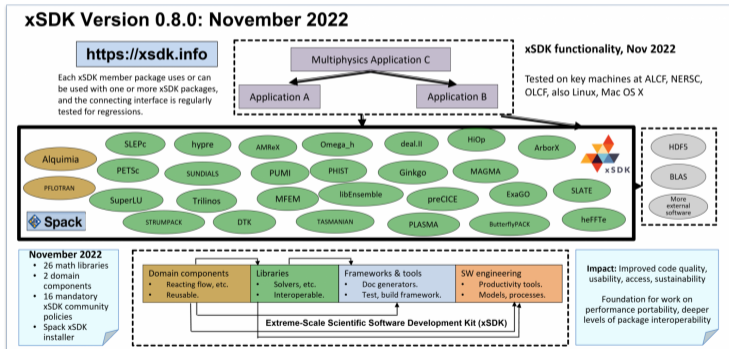 xSDK Version 0.8.0: November 2022
https://xsdk.info
Each xSDK member package uses or can
be used with one or more xSDK packages,
and the connecting interface is regularly
tested for regressions.
Multiphysics Application C
Application A
Application B
xSDK functionality, Nov 2022
Tested on key machines at ALCF, NERSC,
OLCF, also Linux, Mac OS X
Alquimia
PFLOTRAN
Spack
SLEPc
hypre
AMReX
Omega_h
deal.II
HiOp
ArborX
xSDK
PETSc
SUNDIALS
PUMI
PHIST
Ginkgo
MAGMA
SuperLU
Trilinos
MFEM
libEnsemble
preCICE
ExaGO
SLATE
STRUMPACK
DTK
TASMANIAN
PLASMA
ButterflyPACK
heFFTe
HDF5
BLAS
More
external
software
November 2022
• 26 math libraries
• 2 domain
components
• 16 mandatory
xSDK community
policies
• Spack xSDK
installer
Domain components
• Reacting flow, etc.
• Reusable.
Libraries
• Solvers, etc.
• Interoperable.
Frameworks & tools
• Doc generators.
• Test, build framework.
SW engineering
• Productivity tools.
• Models, processes.
Extreme-Scale Scientific Software Development Kit (xSDK)
Impact: Improved code quality,
usability, access, sustainability
Foundation for work on
performance portability, deeper
levels of package interoperability